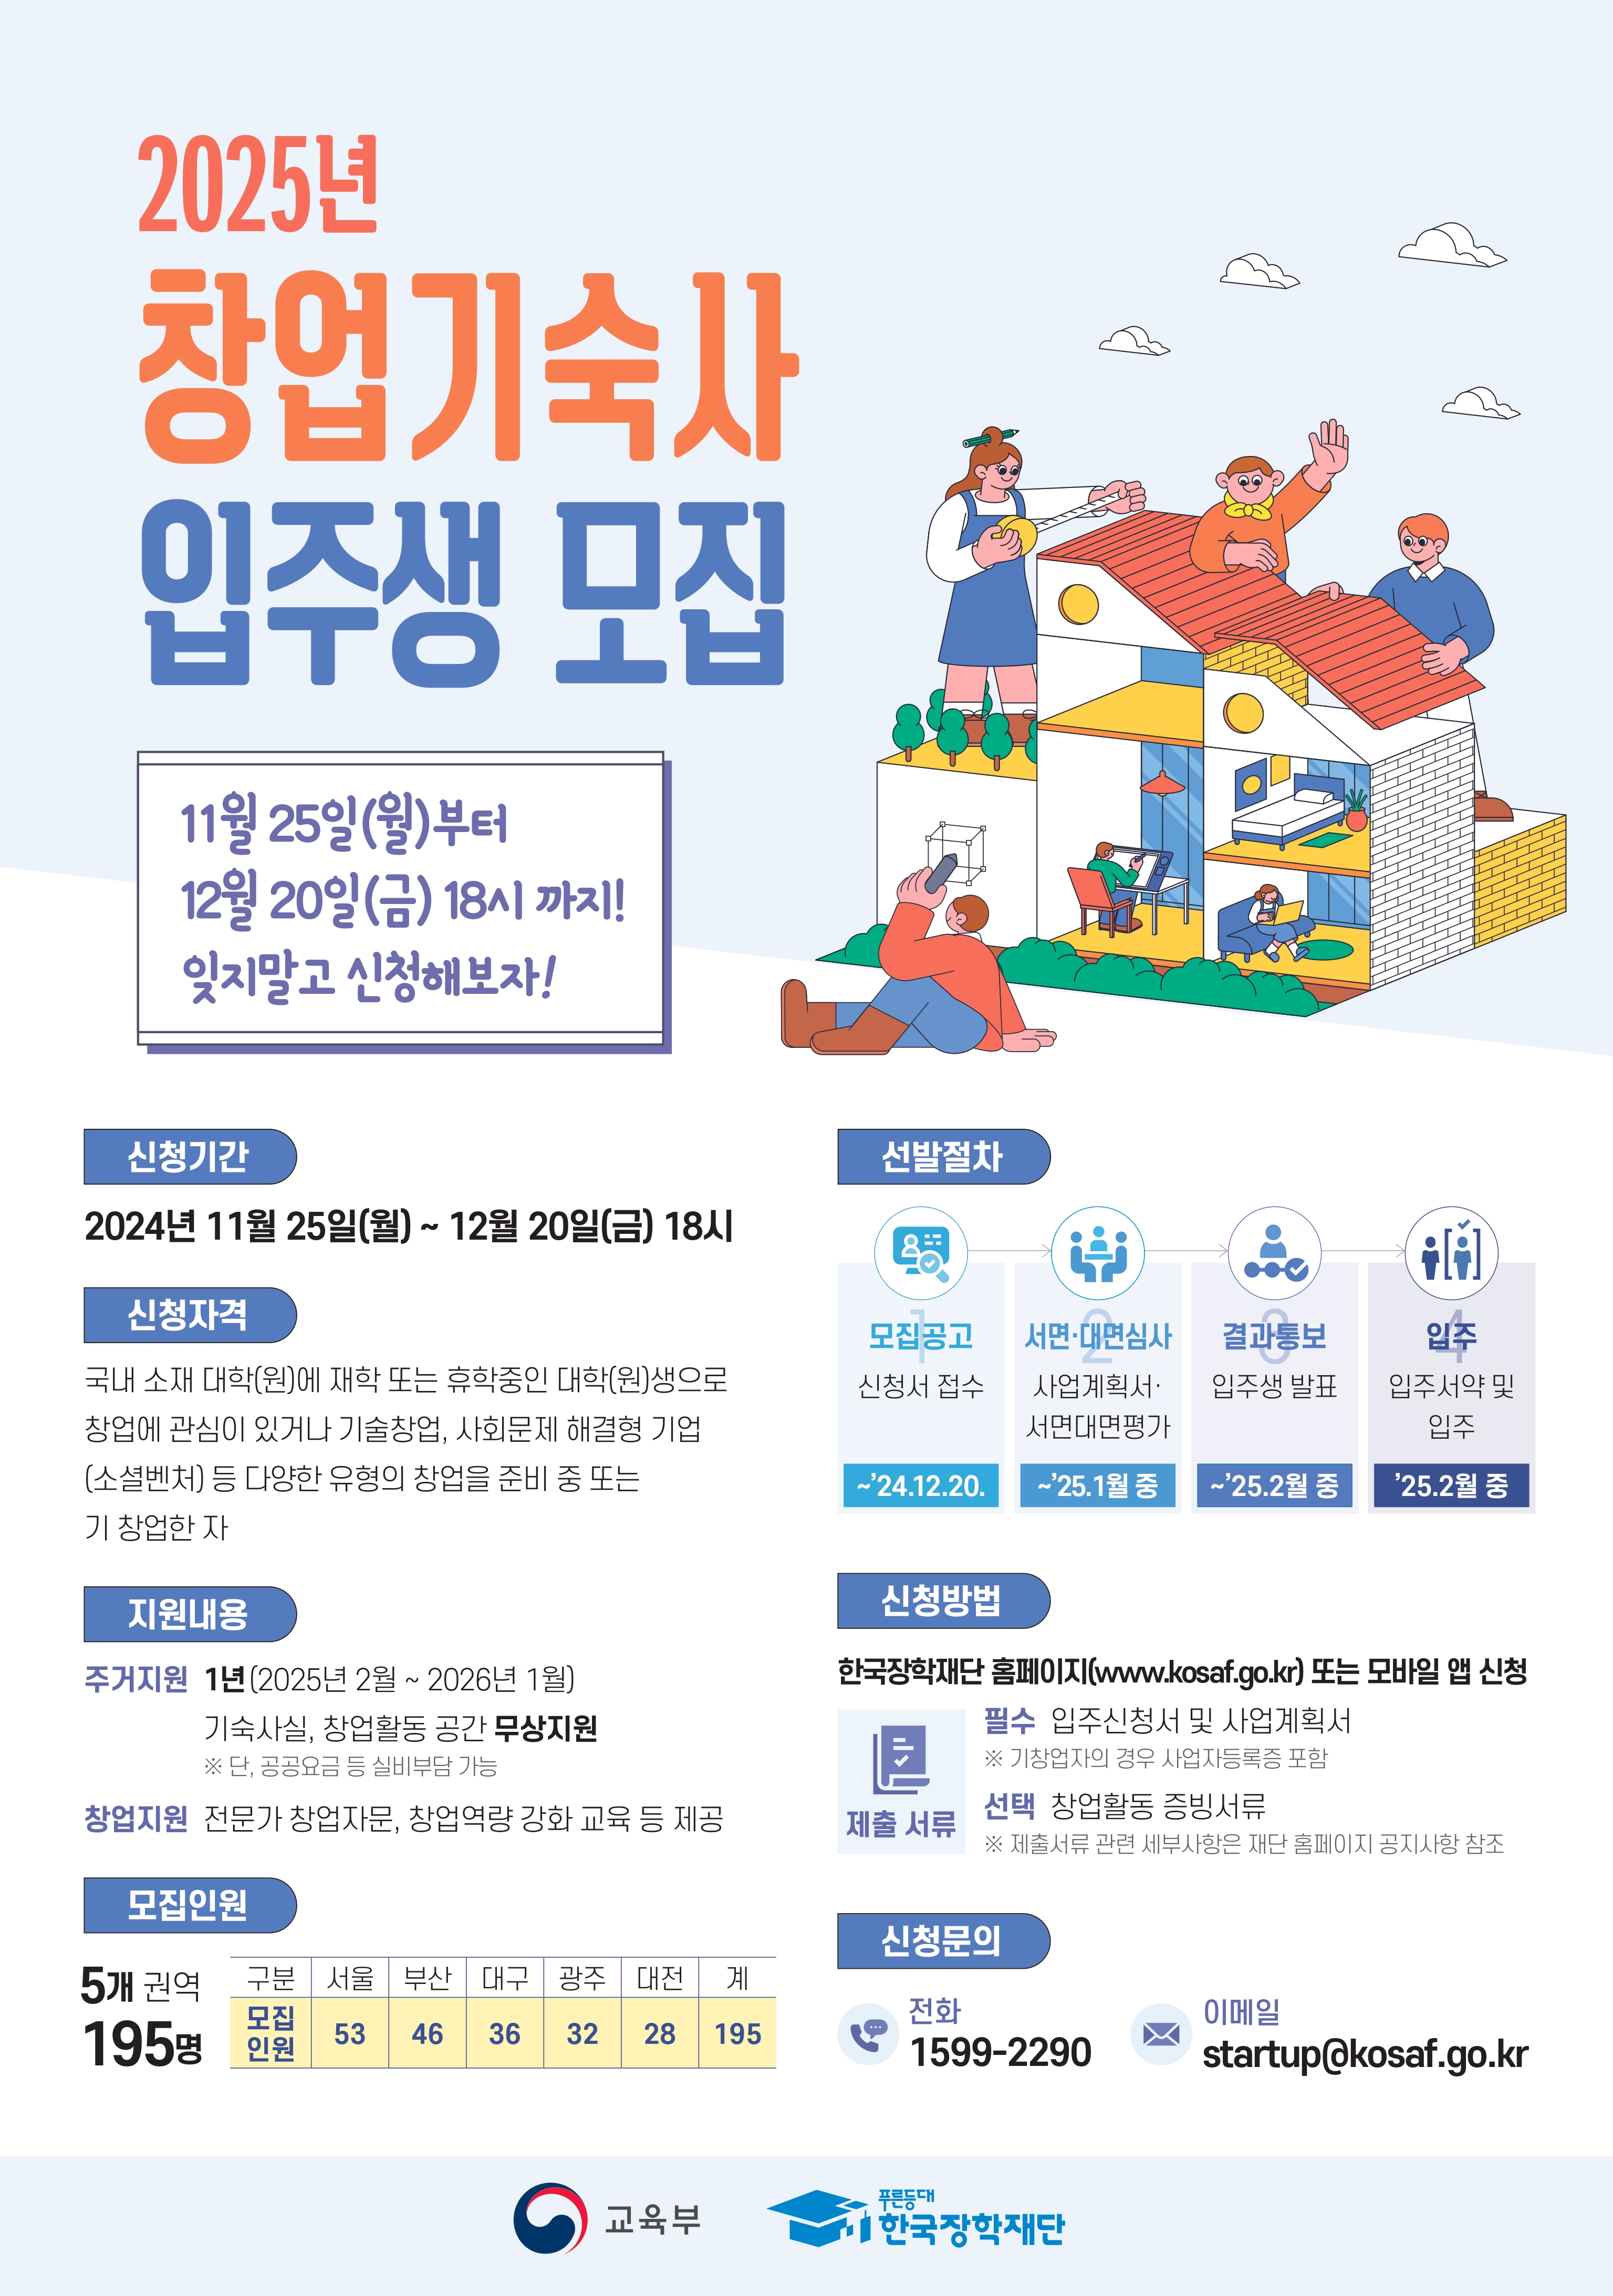 2025년
창업기숙사
입주생 모집
11월 25일(월)부터
12월 20일(금) 18시 까지!
잊지말고 신청해보자!
신청기간
2024년 11월 25일(월) ~ 12월 20일(금) 18시
신청자격
국내 소재 대학(원)에 재학 또는 휴학중인 대학(원)생으로
창업에 관심이 있거나 기술창업, 사회문제 해결형 기업
(소셜벤처) 등 다양한 유형의 창업을 준비 중 또는
기 창업한 자
지원내용
주거지원 1년(2025년 2월 ~ 2026년 1월)
기숙사실, 창업활동 공간 무상지원
※ 단, 공공요금 등 실비부담 가능
창업지원 전문가 창업자문, 창업역량 강화 교육 등 제공
모집인원
5개 권역
195명
구분 서울 부산 대구 광주 대전 계
모집
인원 53 46 36 32 28 195
선발절차
1 2 3 4
모집공고 서면·대면심사 결과통보 입주
신청서 접수 사업계획서· 입주생 발표 입주서약 및
서면대면평가 입주
~'24.12.20. ~'25.1월 중 ~'25.2월 중 '25.2월 중
신청방법
한국장학재단 홈페이지(www.kosaf.go.kr) 또는 모바일 앱 신청
제출 서류
필수 입주신청서 및 사업계획서
※ 기창업자의 경우 사업자등록증 포함
선택 창업활동 증빙서류
※ 제출서류 관련 세부사항은 재단 홈페이지 공지사항 참조
신청문의
전화
1599-2290
이메일
startup@kosaf.go.kr
교육부
푸른등대
한국장학재단